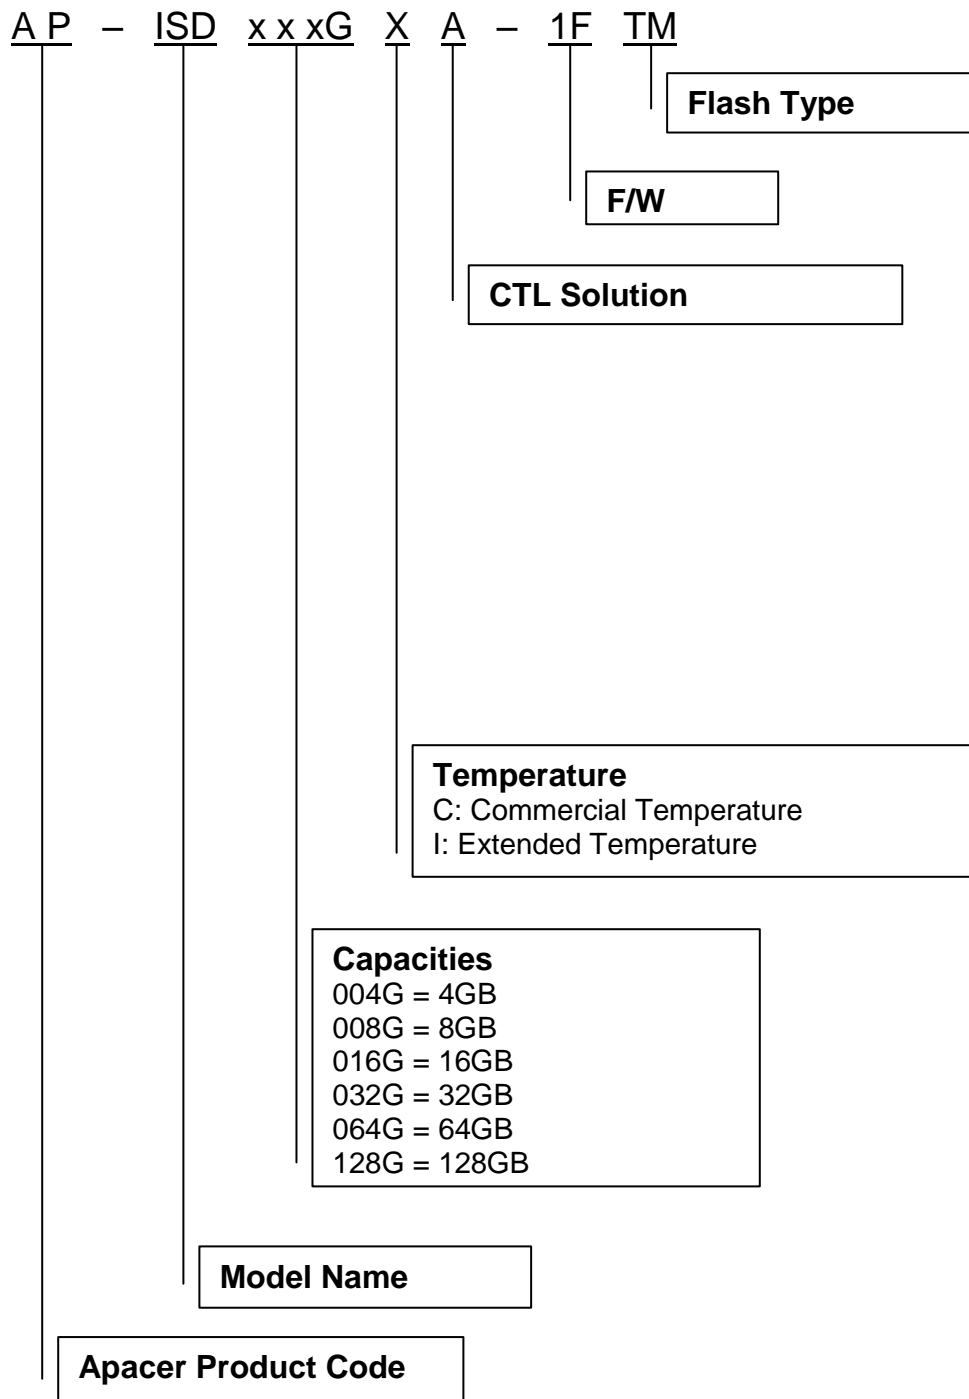 A P – ISD x x xG X A – 1F TM
Flash Type
F/W
CTL Solution
Temperature
C: Commercial Temperature
I: Extended Temperature
Capacities
004G = 4GB
008G = 8GB
016G = 16GB
032G = 32GB
064G = 64GB
128G = 128GB
Model Name
Apacer Product Code